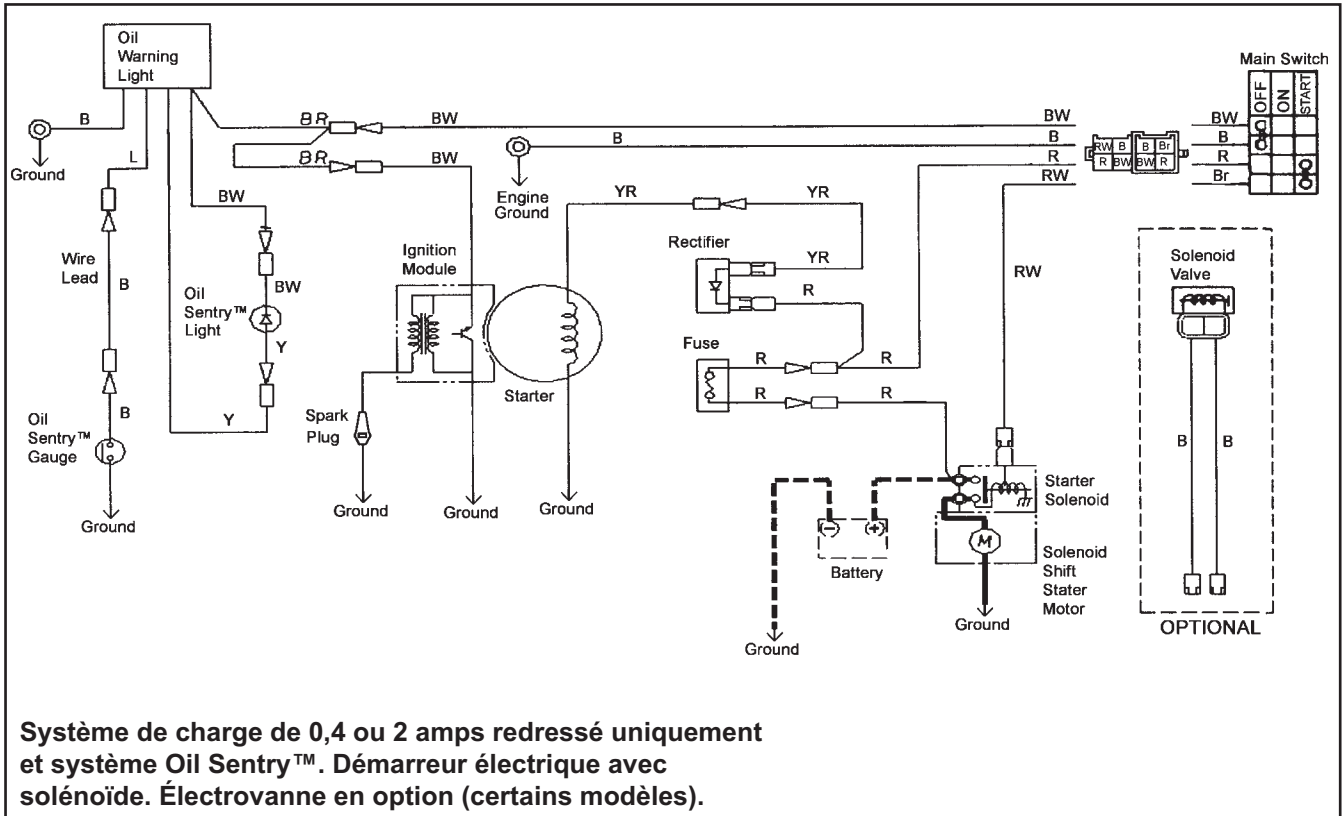 Oil
Warning
Light
Main Switch
OFF
ON
START
B
L
BR
BW
BW
BW
B
B
B
R
R
RW
Br
RW B B Br
R BW BW R
Ground
BR
BW
Engine
Ground
BW
YR
YR
Wire
Lead
B
Ignition
Module
Rectifier
YR
R
RW
Solenoid
Valve
Oil
Sentry™
Light
BW
Y
Fuse
R
R
R
R
Starter
Oil
Sentry™
Gauge
B
Y
Spark
Plug
B
B
Ground
Ground
Ground
Ground
Starter
Solenoid
Battery
M
Solenoid
Shift
Stater
Motor
Ground
Ground
OPTIONAL
Système de charge de 0,4 ou 2 amps redressé uniquement
et système Oil Sentry™. Démarreur électrique avec
solénoïde. Électrovanne en option (certains modèles).